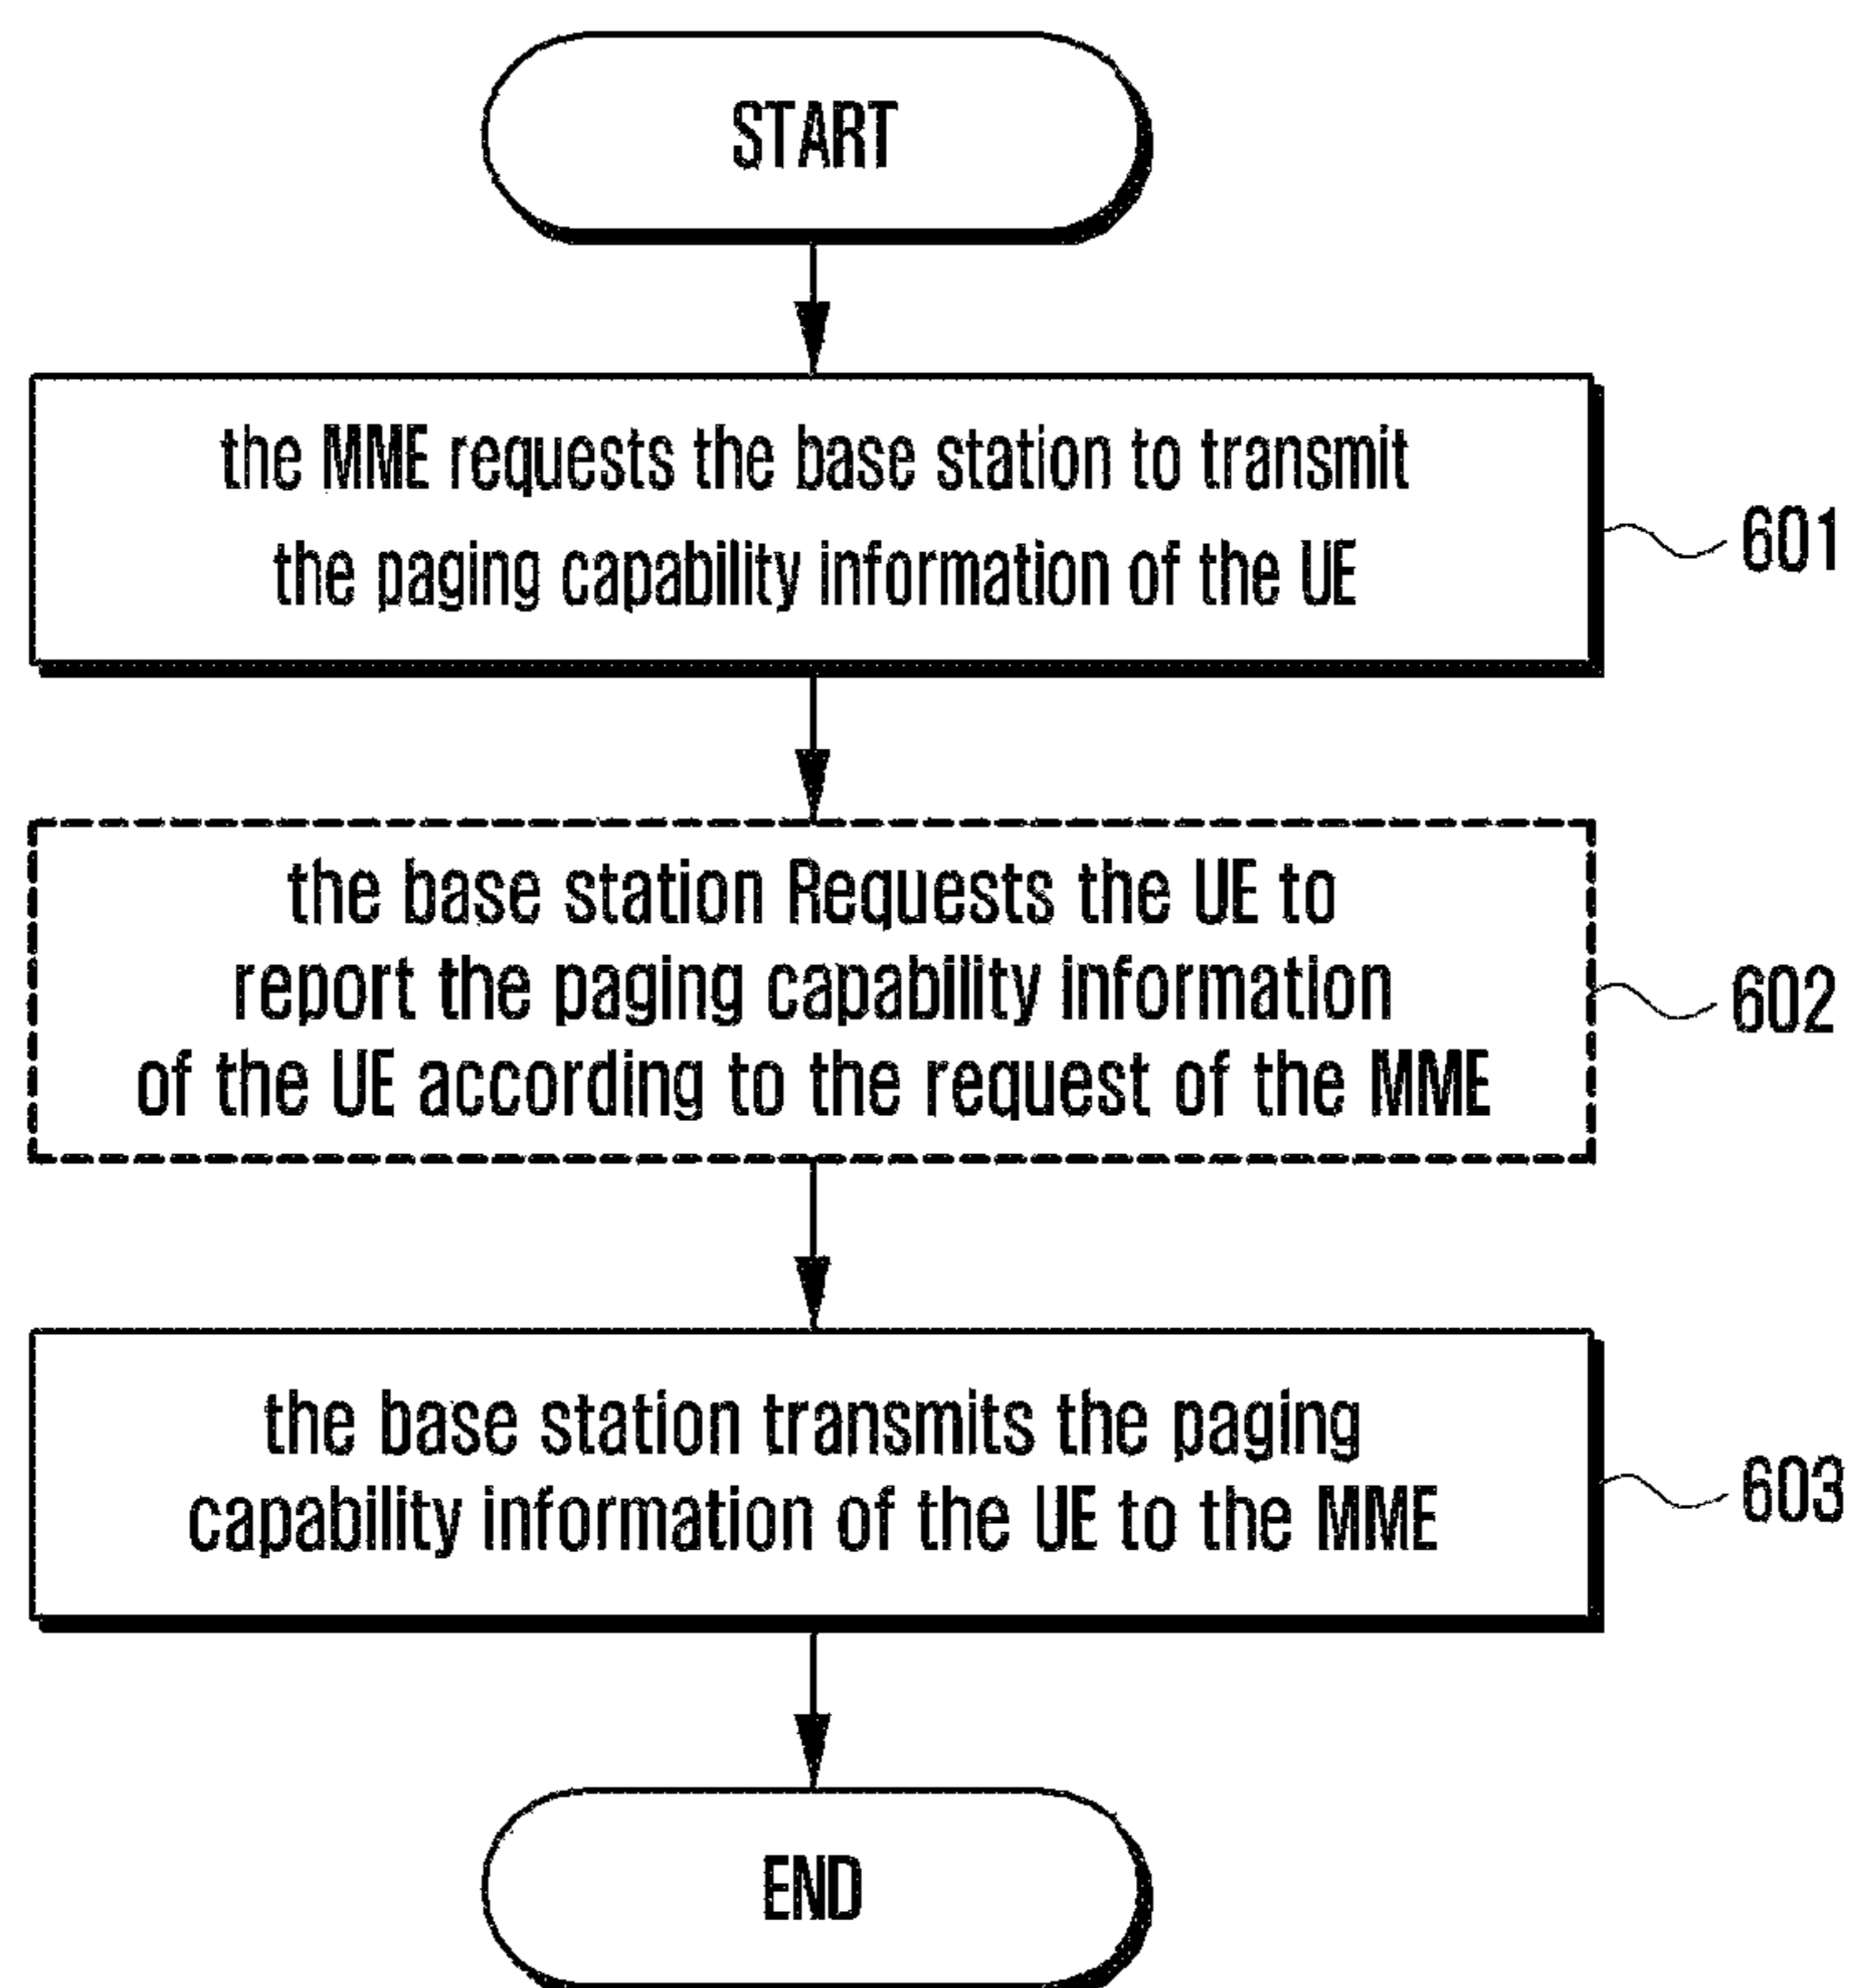 START
the MME requests the base station to transmit
the paging capability information of the UE
601
the base station Requests the UE to
report the paging capability information
of the UE according to the request of the MME
602
the base station transmits the paging
capability information of the UE to the MME
603
END